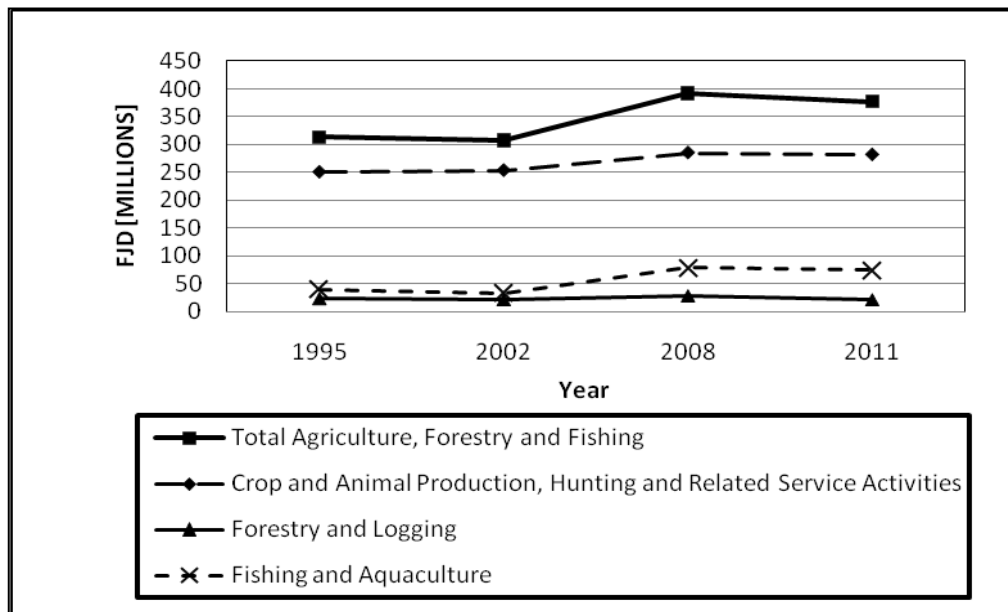 450
400
350
300
250
200
150
100
50
0
FJD [MILLIONS]
1995 2002 2008 2011
Year
Total Agriculture, Forestry and Fishing
Crop and Animal Production, Hunting and Related Service Activities
Forestry and Logging
Fishing and Aquaculture